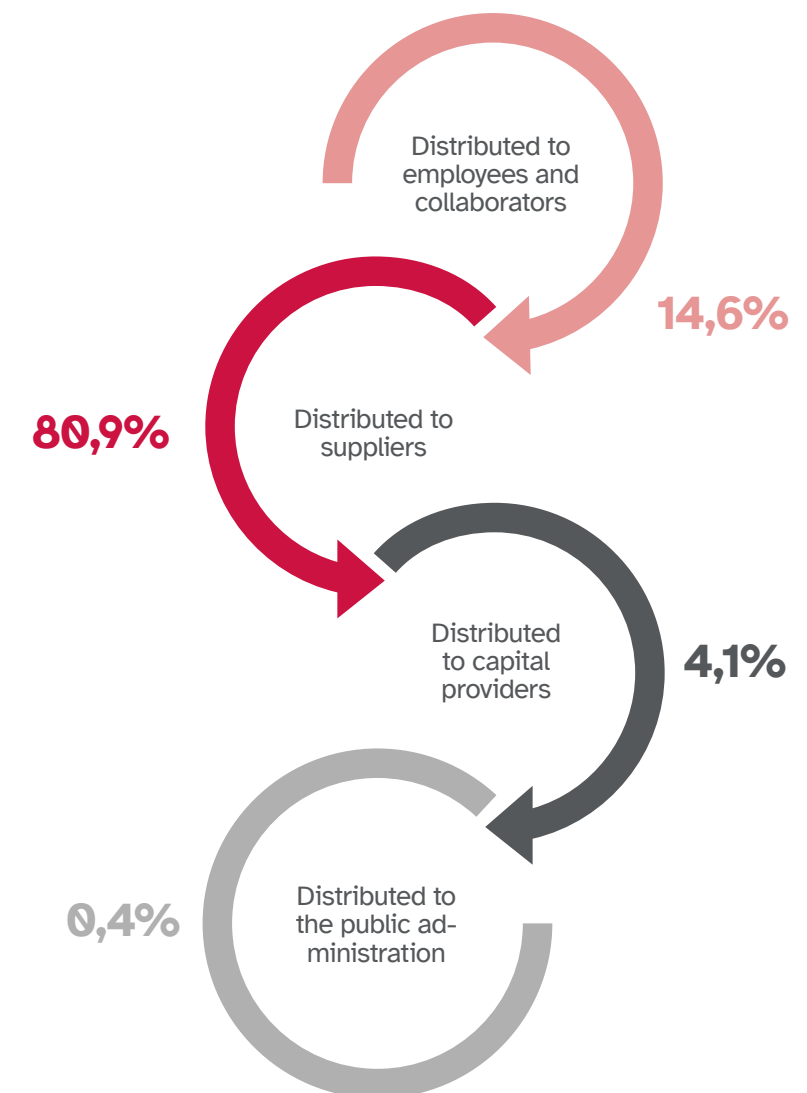 Distributed to
employees and
collaborators
14,6%
80,9%
Distributed to
suppliers
Distributed
to capital
providers
4,1%
0,4%
Distributed to
the public ad-
ministration